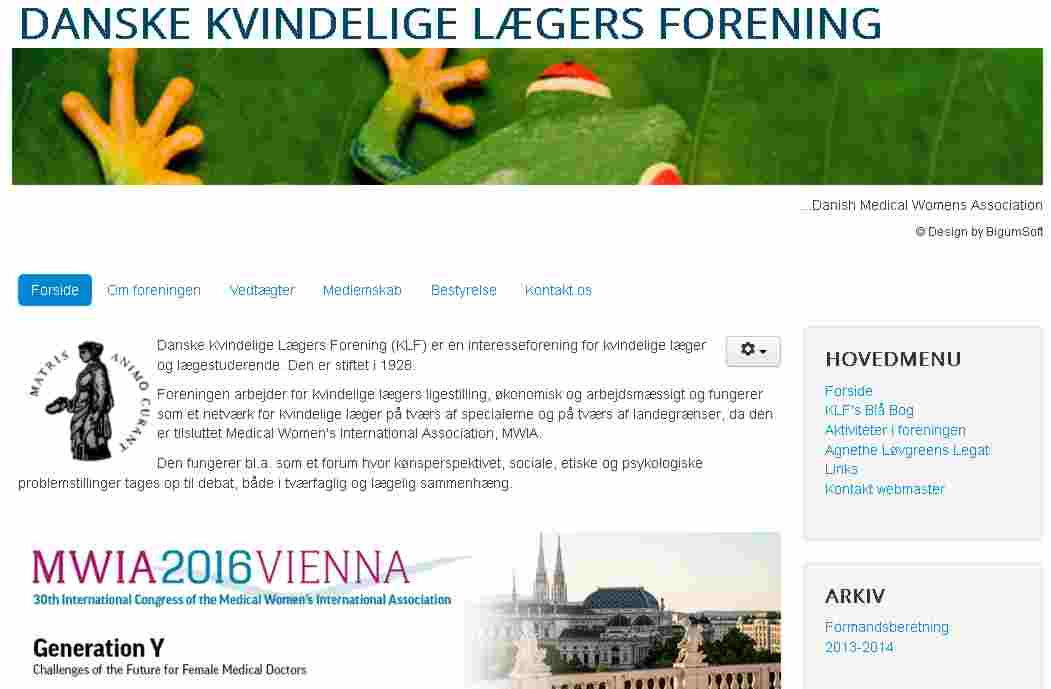 DANSKE KVINDELIGE LÆGERS FORENING
...Danish Medical Womens Association
© Design by BigumSoft
Forside Om foreningen Vedtægter Medlemskab Bestyrelse Kontakt os
MATRIS ANIMO CURANT
Danske Kvindelige Lægers Forening (KLF) er en interesseforening for kvindelige læger
og lægestuderende. Den er stiftet i 1928.
Foreningen arbejder for kvindelige lægers ligestilling, økonomisk og arbejdsmæssigt og fungerer
som et netværk for kvindelige læger på tværs af specialerne og på tværs af landegrænser, da den
er tilsluttet Medical Women's International Association, MWIA.
Den fungerer bl.a. som et forum hvor kønsperspektivet, sociale, etiske og psykologiske
problemstillinger tages op til debat, både i tværfaglig og lægelig sammenhæng.
MWIA2016VIENNA
30th International Congress of the Medical Women's International Association
Generation Y
Challenges of the Future for Female Medical Doctors
HOVEDMENU
Forside
KLF's Blå Bog
Aktiviteter i foreningen
Agnethe Løvgreens Legat
Links
Kontakt webmaster
ARKIV
Formandsberetning
2013-2014